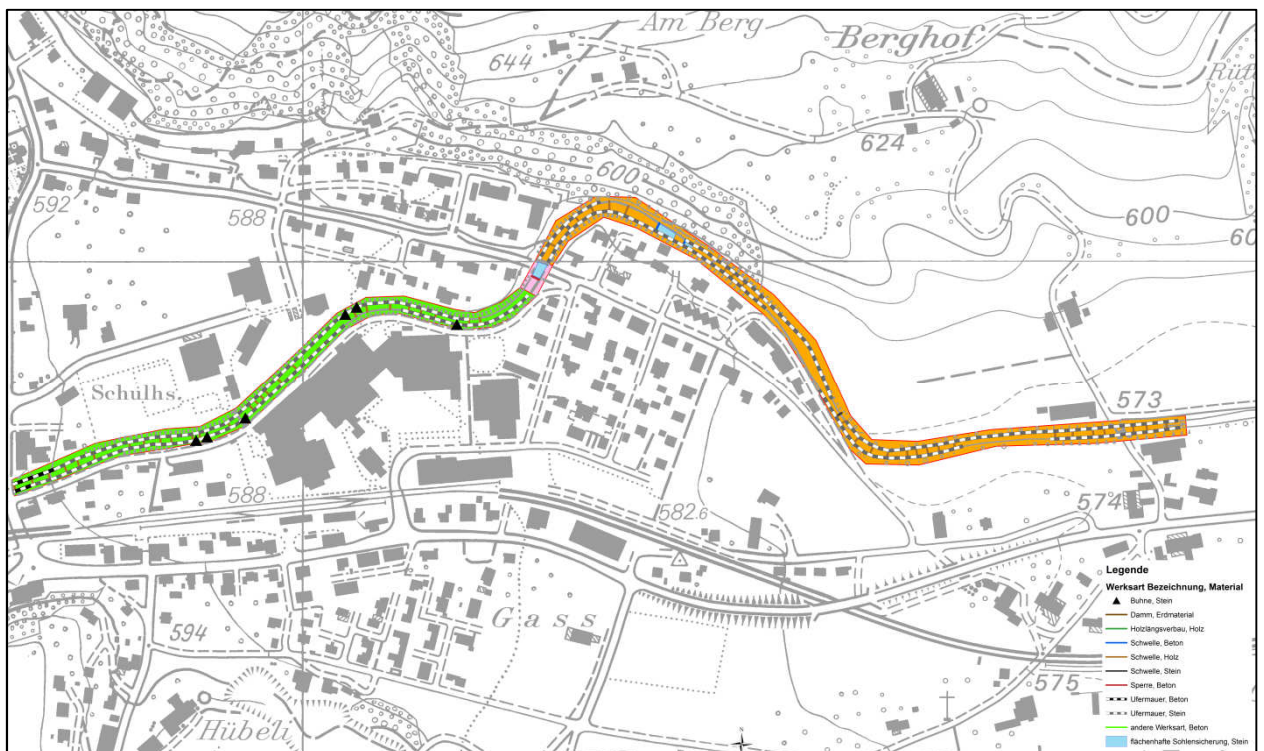 Am Berg
Berghof
644
624
600
592
588
600
573
Schulhs.
588
582.6
574
Gass
594
575
Hübeli
Legende
Werksart Bezeichnung, Material
Buhne, Stein
Damm, Erdmaterial
Holzlängsverbau, Holz
Schwelle, Beton
Schwelle, Holz
Schwelle, Stein
Sperre, Beton
Ufermauer, Beton
Ufermauer, Stein
andere Werksart, Beton
flächenhafte Sohlensicherung, Stein